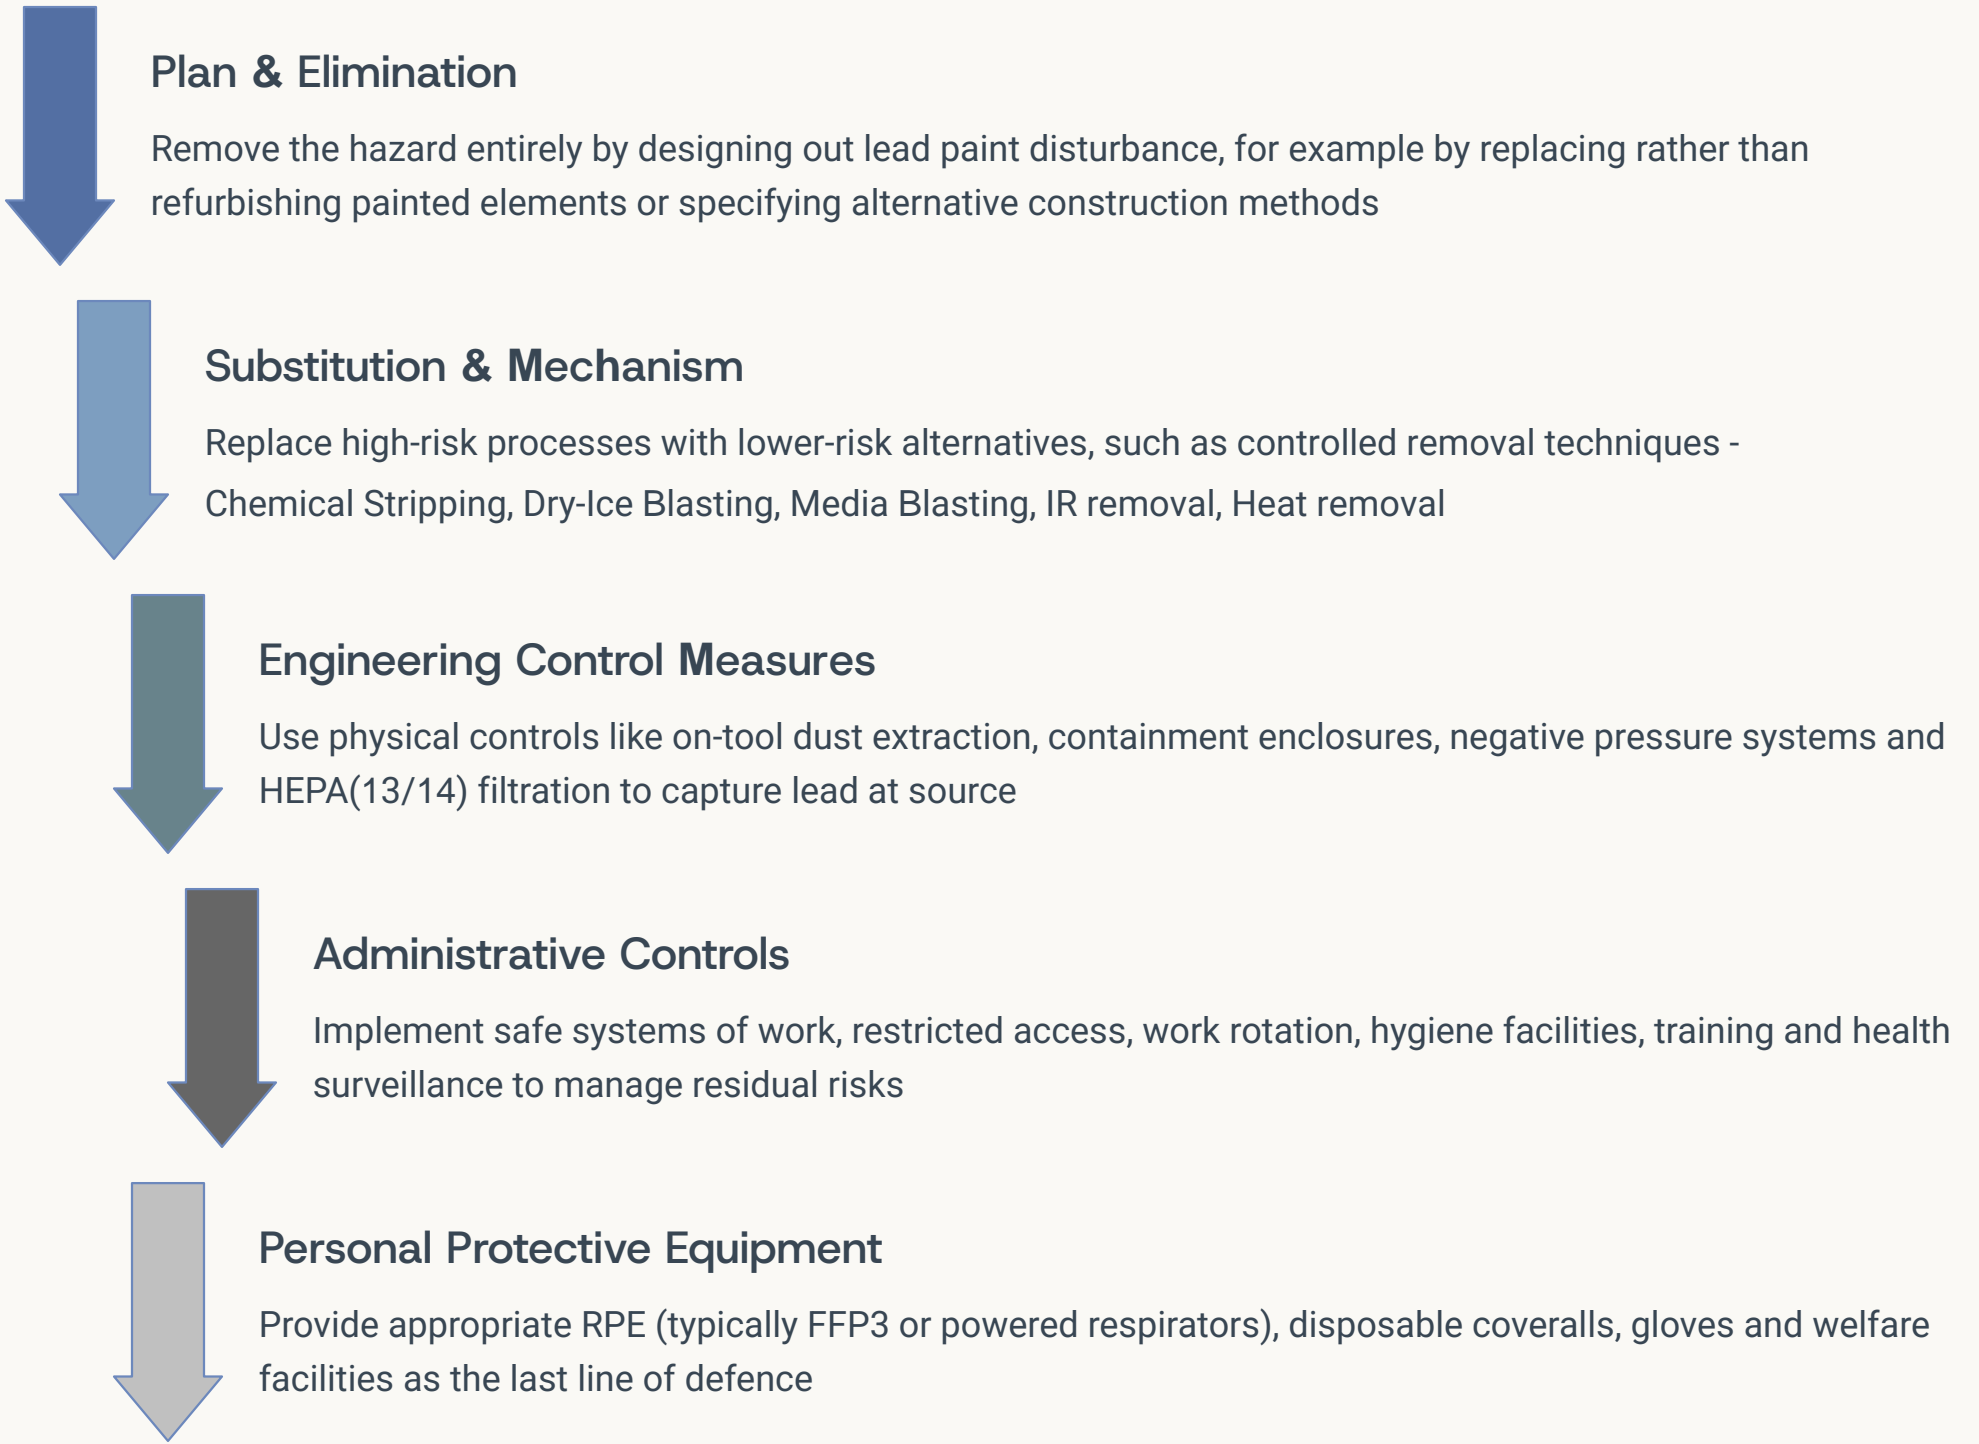 Plan & Elimination
Remove the hazard entirely by designing out lead paint disturbance, for example by replacing rather than
refurbishing painted elements or specifying alternative construction methods
Substitution & Mechanism
Replace high-risk processes with lower-risk alternatives, such as controlled removal techniques -
Chemical Stripping, Dry-Ice Blasting, Media Blasting, IR removal, Heat removal
Engineering Control Measures
Use physical controls like on-tool dust extraction, containment enclosures, negative pressure systems and
HEPA(13/14) filtration to capture lead at source
Administrative Controls
Implement safe systems of work, restricted access, work rotation, hygiene facilities, training and health
surveillance to manage residual risks
Personal Protective Equipment
Provide appropriate RPE (typically FFP3 or powered respirators), disposable coveralls, gloves and welfare
facilities as the last line of defence